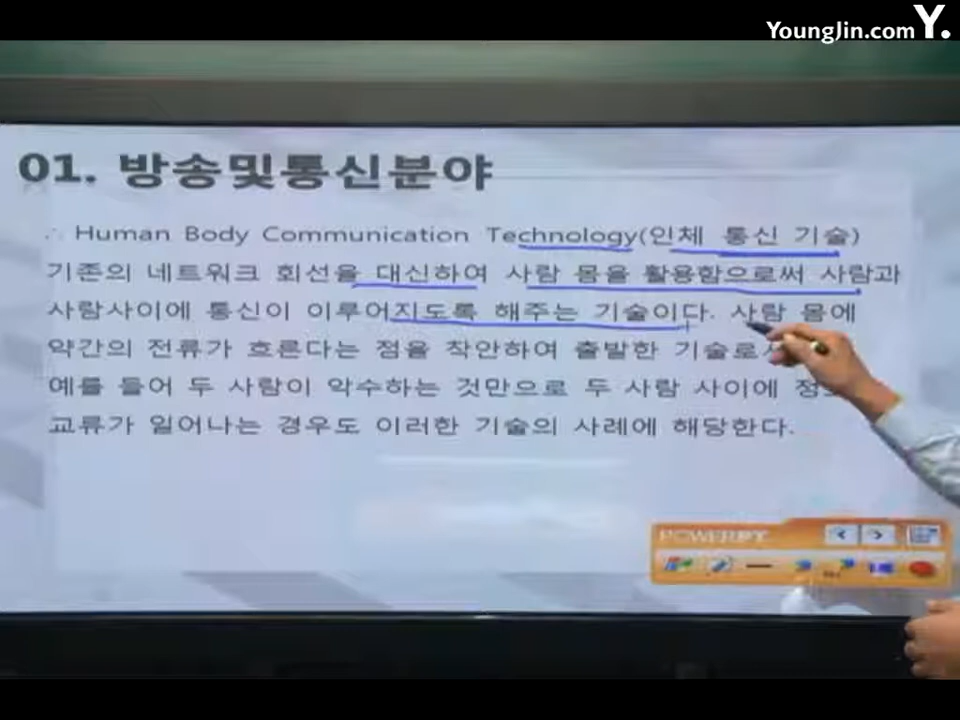 YoungJin.com Y.
01. 방송및통신분야
∴ Human Body Communication Technology(인체 통신 기술)
기존의 네트워크 회선을 대신하여 사람 몸을 활용함으로써 사람과
사람사이에 통신이 이루어지도록 해주는 기술이다. 사람 몸에
약간의 전류가 흐른다는 점을 착안하여 출발한 기술로서
예를 들어 두 사람이 악수하는 것만으로 두 사람 사이에
교류가 일어나는 경우도 이러한 기술의 사례에 해당한다.